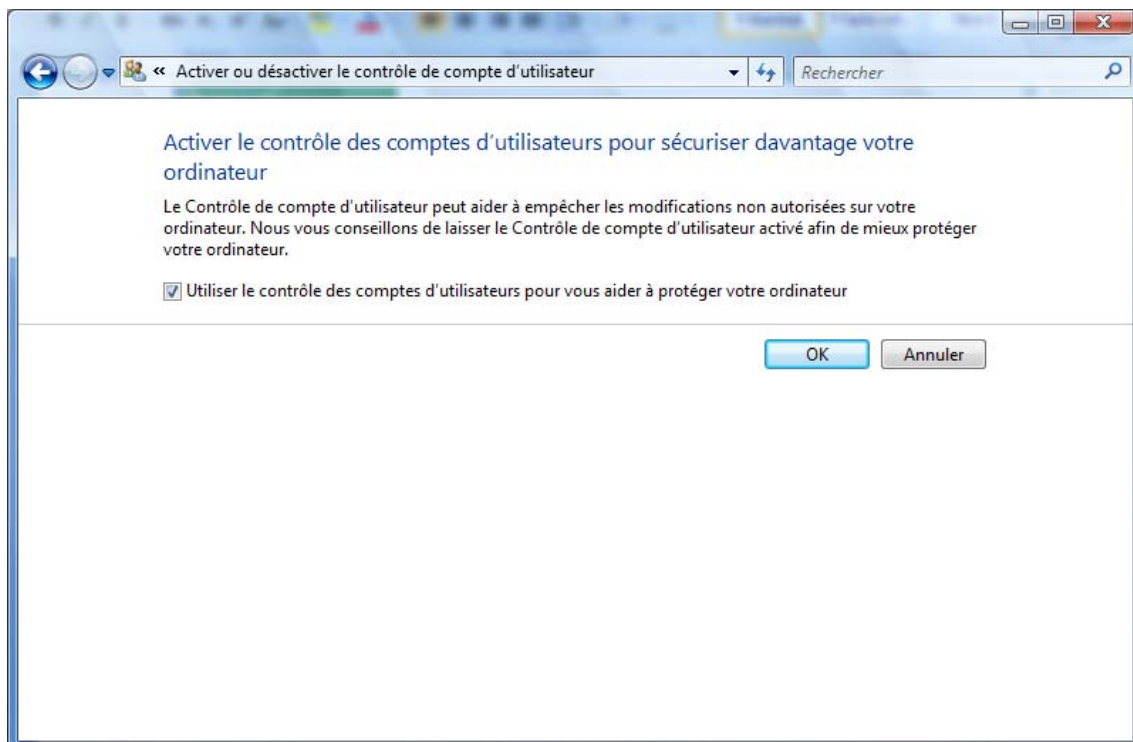 « Activer ou désactiver le contrôle de compte d'utilisateur
Rechercher
Activer le contrôle des comptes d'utilisateurs pour sécuriser davantage votre
ordinateur
Le Contrôle de compte d'utilisateur peut aider à empêcher les modifications non autorisées sur votre
ordinateur. Nous vous conseillons de laisser le Contrôle de compte d'utilisateur activé afin de mieux protéger
votre ordinateur.
Utiliser le contrôle des comptes d'utilisateurs pour vous aider à protéger votre ordinateur
OK
Annuler